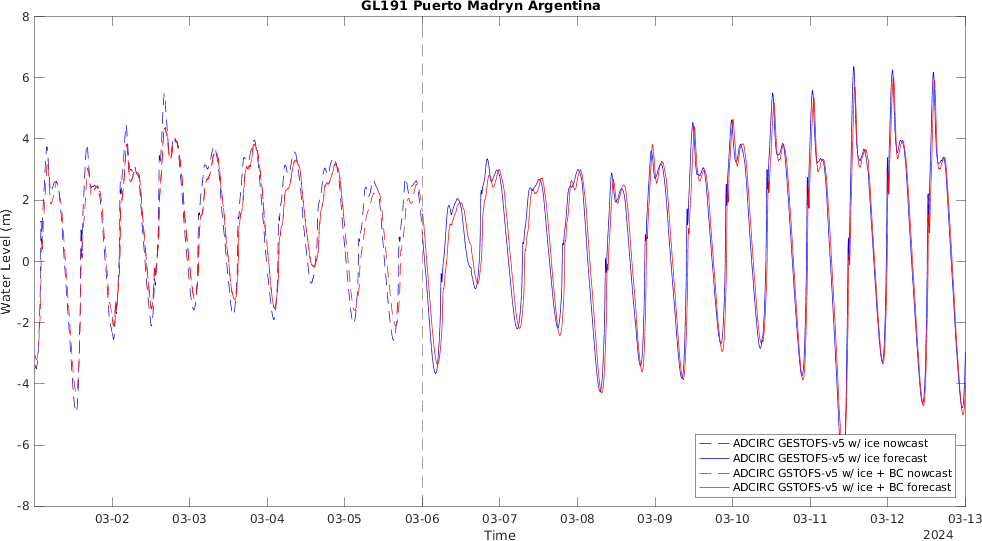 GL191 Puerto Madryn Argentina
8
6
4
2
0
-2
-4
-6
-8
Water Level (m)
03-02 03-03 03-04 03-05 03-06 03-07 03-08 03-09 03-10 03-11 03-12 03-13
Time
2024
ADCIRC GESTOFS-v5 w/ ice nowcast
ADCIRC GESTOFS-v5 w/ ice forecast
ADCIRC GSTOFS-v5 w/ ice + BC nowcast
ADCIRC GSTOFS-v5 w/ ice + BC forecast